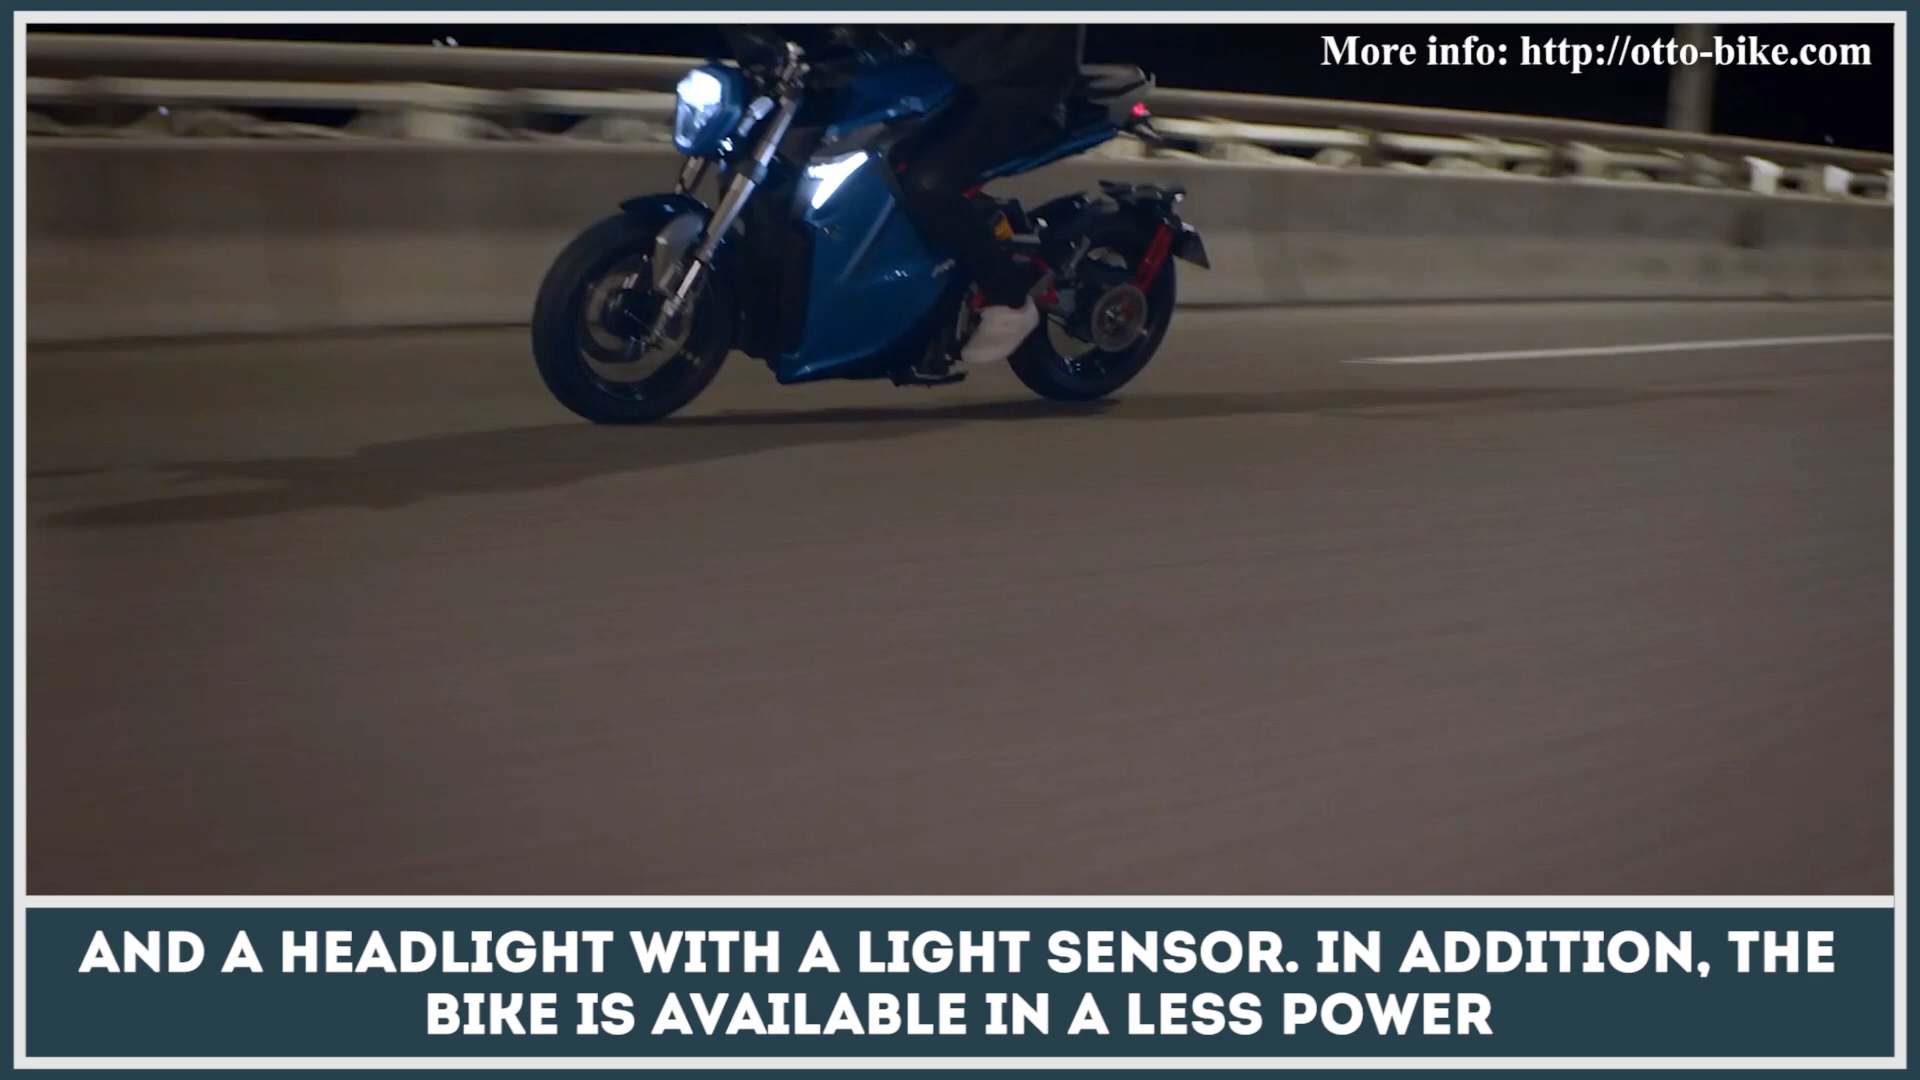 More info: http://otto-bike.com
AND A HEADLIGHT WITH A LIGHT SENSOR. IN ADDITION, THE
BIKE IS AVAILABLE IN A LESS POWER